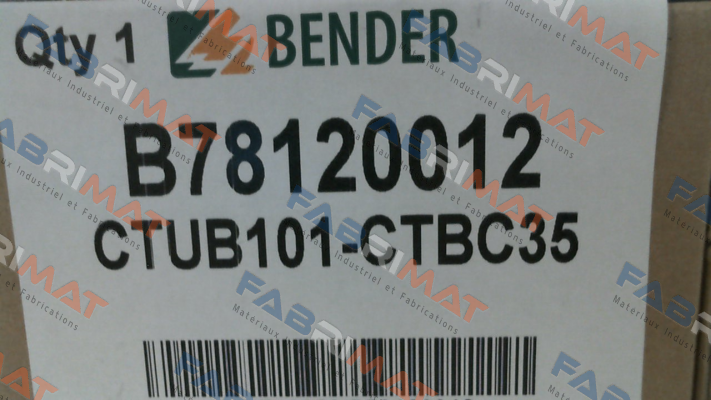 Qty 1 BENDER
B78120012
CTUB101-CTBC35
FABRIMAT
Materiaux Industriel et Fabrications